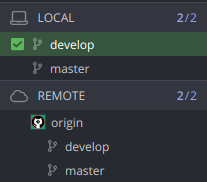 LOCAL 2/2
develop
master
REMOTE 2/2
origin
develop
master